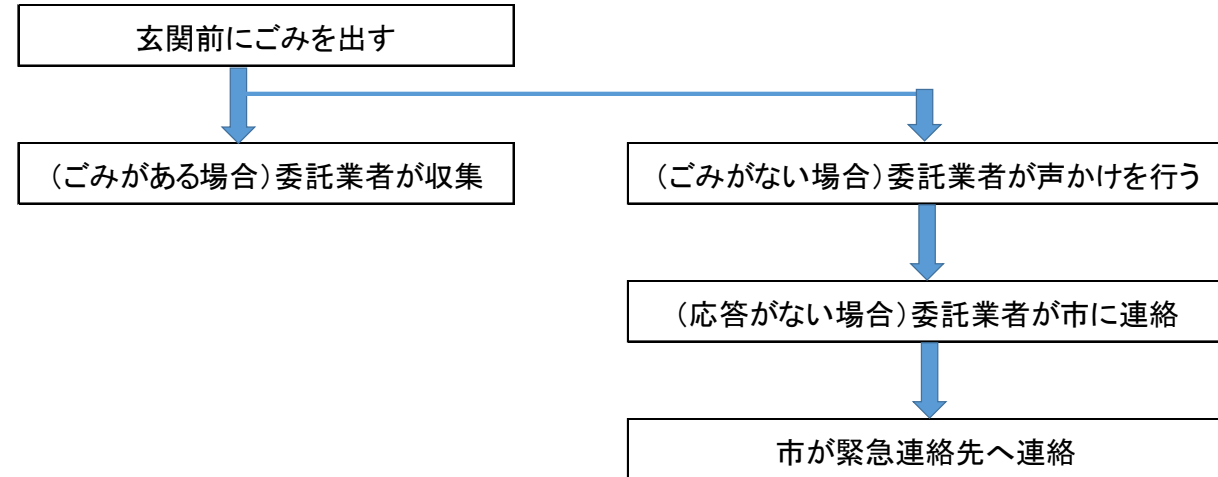 玄関前にごみを出す
（ごみがある場合）委託業者が収集
（ごみがない場合）委託業者が声かけを行う
（応答がない場合）委託業者が市に連絡
市が緊急連絡先へ連絡